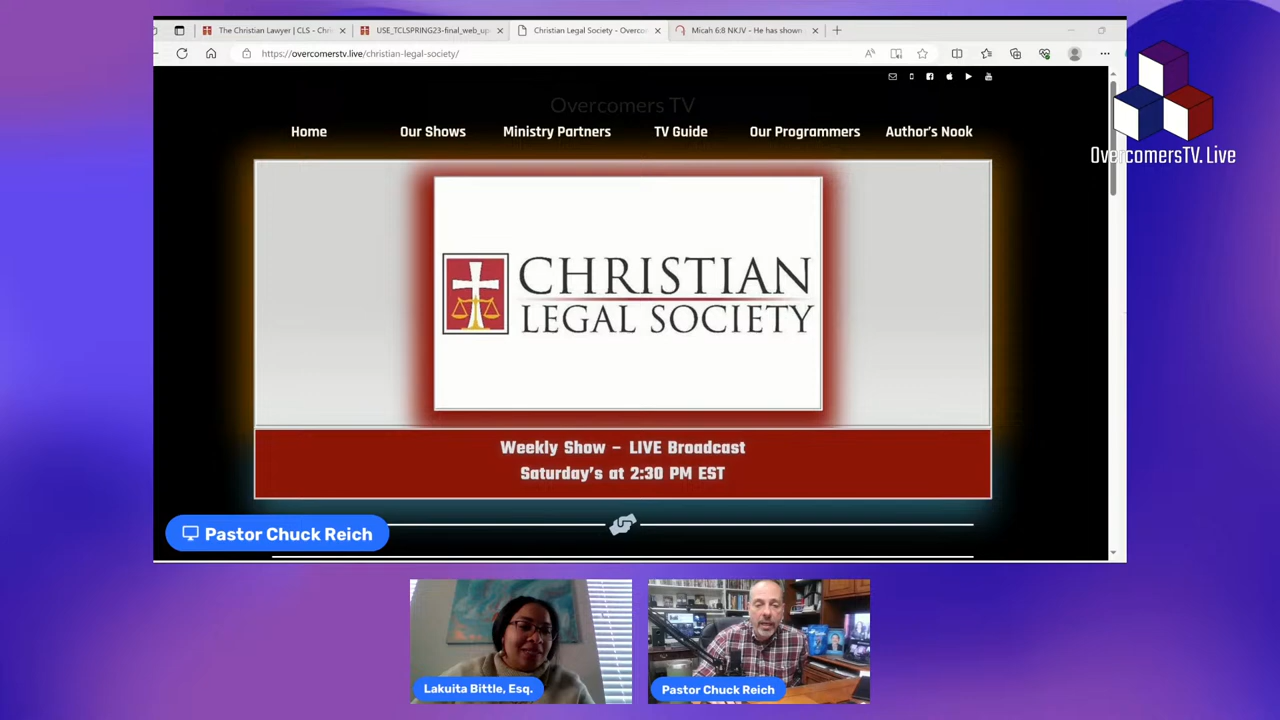 The Christian Lawyer | CLS - Chri
USE_TCLSPRING23-final_web_up
Christian Legal Society - Overco
Micah 6:8 NKJV - He has shown
https://overcomerstv.live/christian-legal-society/
Overcomers TV
Home
Our Shows
Ministry Partners
TV Guide
Our Programmers
Author's Nook
OvercomersTV.Live
CHRISTIAN
LEGAL SOCIETY
Weekly Show – LIVE Broadcast
Saturday's at 2:30 PM EST
Pastor Chuck Reich
Lakuita Bittle, Esq.
Pastor Chuck Reich